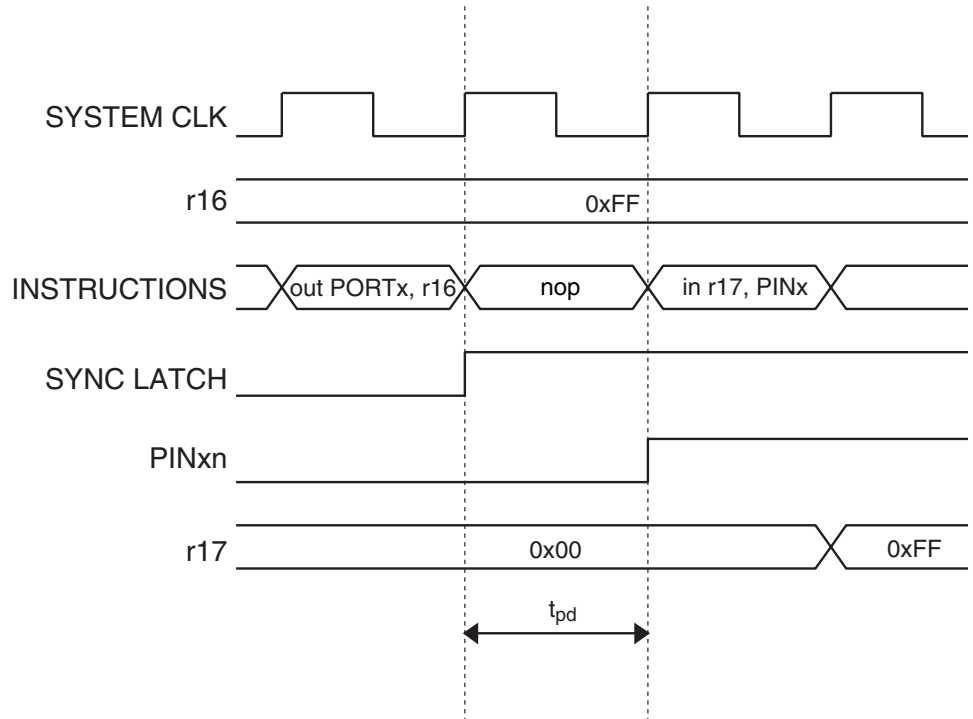 SYSTEM CLK
r16
0xFF
INSTRUCTIONS
out PORTx, r16
nop
in r17, PINx
SYNC LATCH
PINxn
r17
0x00
0xFF
tpd